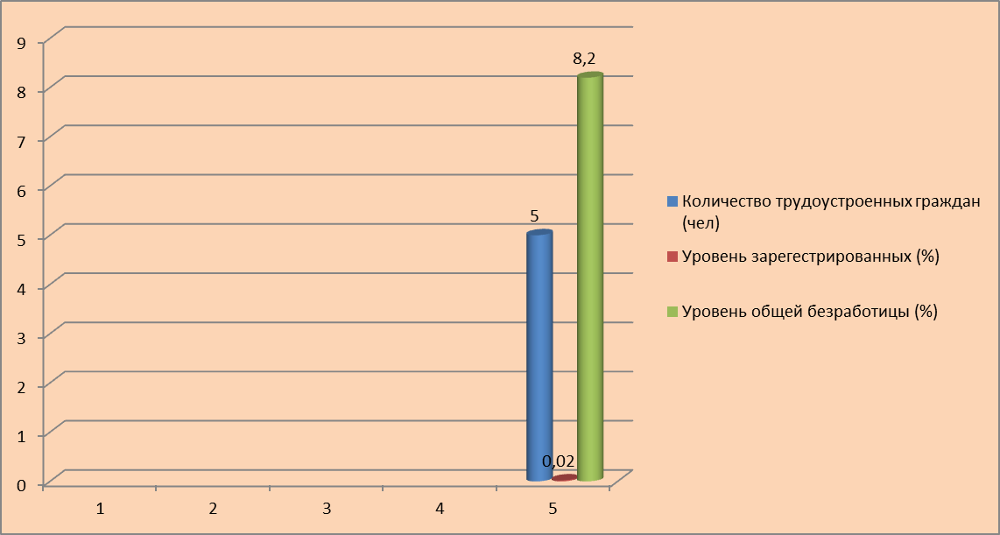 9
8
7
6
5
4
3
2
1
0
8,2
5
0,02
1 2 3 4 5
Количество трудоустроенных граждан
(чел)
Уровень зарегестрированных (%)
Уровень общей безработицы (%)